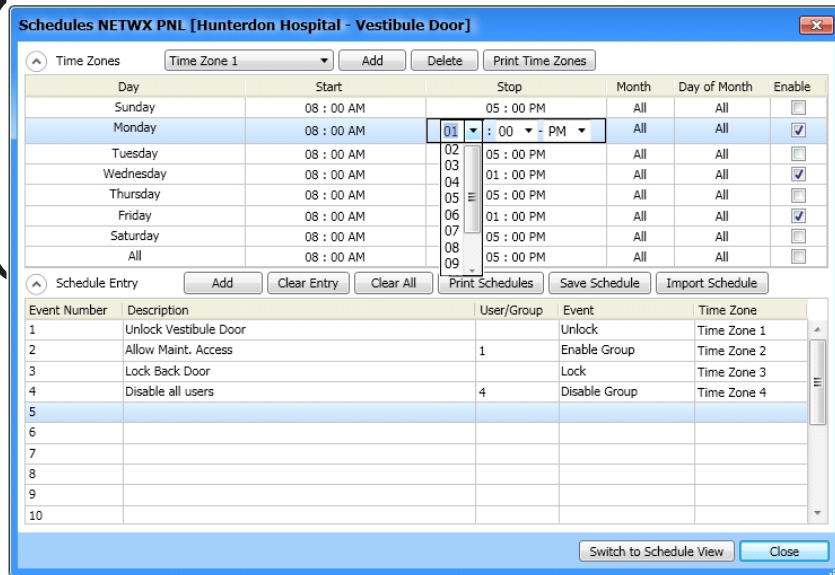 Schedules NETWX PNL [Hunterdon Hospital - Vestibule Door]
Time Zones Time Zone 1 Add Delete Print Time Zones
Day Start Stop Month Day of Month Enable
Sunday 08 : 00 AM 05 : 00 PM All All
Monday 08 : 00 AM 01 : 00 - PM All All
02
03
04
05
06
07
08
09
Tuesday 08 : 00 AM 05 : 00 PM All All
Wednesday 08 : 00 AM 01 : 00 PM All All
Thursday 08 : 00 AM 05 : 00 PM All All
Friday 08 : 00 AM 01 : 00 PM All All
Saturday 08 : 00 AM 05 : 00 PM All All
All 08 : 00 AM 05 : 00 PM All All
Schedule Entry Add Clear Entry Clear All Print Schedules Save Schedule Import Schedule
Event Number Description User/Group Event Time Zone
1 Unlock Vestibule Door Unlock Time Zone 1
2 Allow Maint. Access 1 Enable Group Time Zone 2
3 Lock Back Door Lock Time Zone 3
4 Disable all users 4 Disable Group Time Zone 4
5
6
7
8
9
10
Switch to Schedule View Close